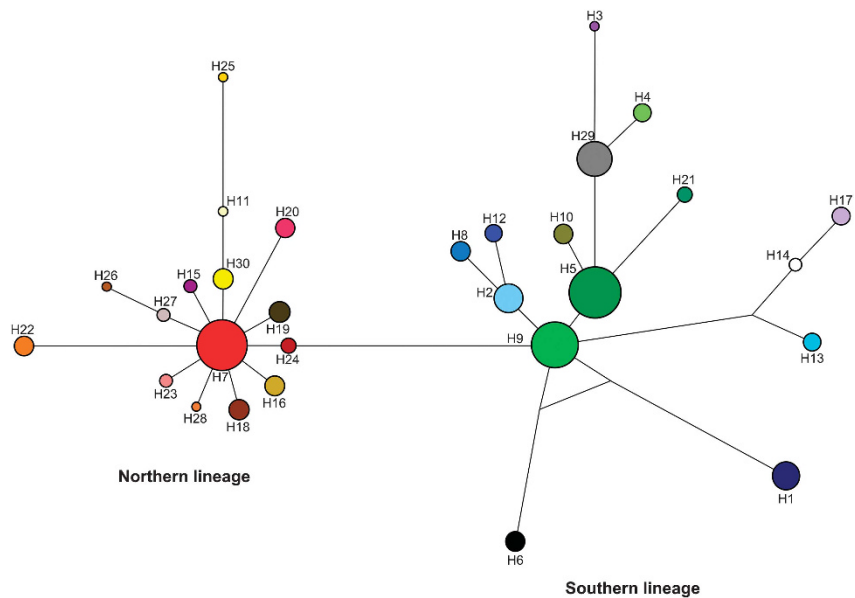 H3
H25
H4
H29
H21
H11
H20
H17
H12
H10
H8
H14
H30
H5
H26
H15
H2
H27
H19
H22
H9
H24
H13
H7
H23
H16
H28
H18
Northern lineage
H1
H6
Southern lineage